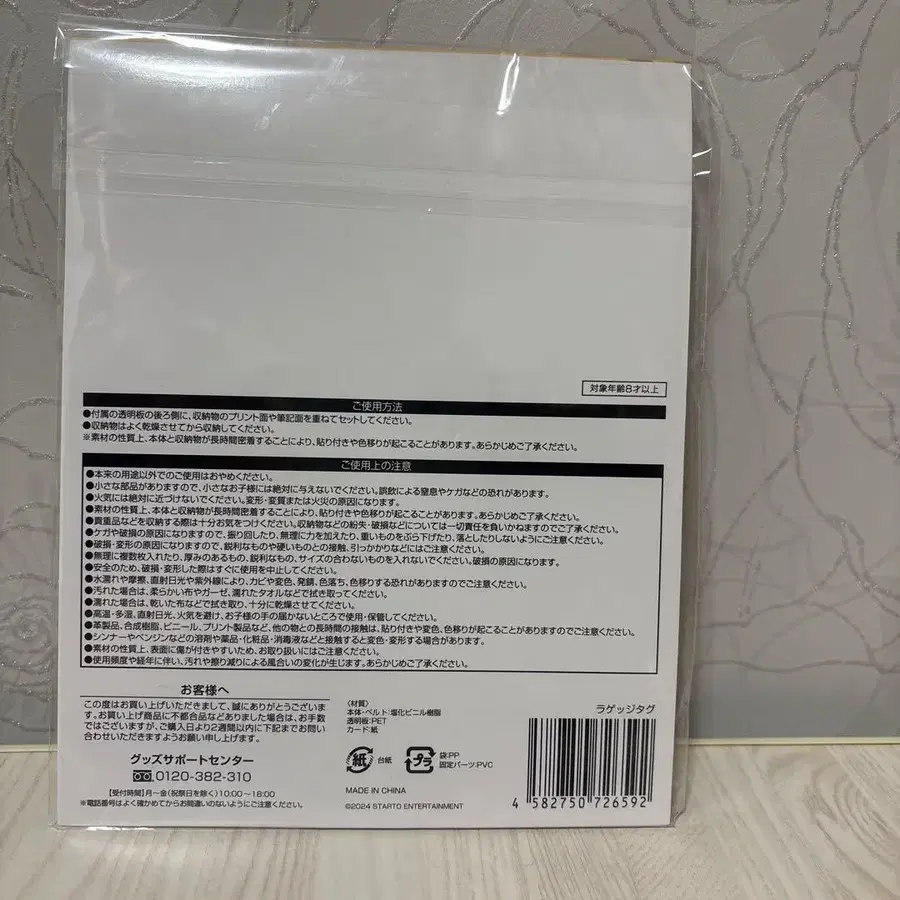 対象年齢8才以上
ご使用方法
●付属の透明板の後ろ側に、収納物のプリント面や筆記面を重ねてセットしてください。
●収納物はよく乾燥させてから収納してください。
※素材の性質上、本体と収納物が長時間密着することにより、貼り付きや色移りが起こることがあります。あらかじめご了承ください。
ご使用上の注意
●本来の用途以外でのご使用はおやめください。
●小さな部品がありますので、小さなお子様には絶対に与えないでください。誤飲による窒息やケガなどの恐れがあります。
●火気には絶対に近づけないでください。変形・変質または火災の原因になります。
●素材の性質上、本体と収納物が長時間密着することにより、貼り付きや色移りが起こることがあります。あらかじめご了承ください。
●貴重品などを収納する際は十分お気をつけください。収納物などの紛失・破損などについては一切責任を負いかねますのでご了承ください。
●ケガや破損の原因になりますので、振り回したり、無理に力を加えたり、重いものをぶら下げたり、落としたりしないようにご注意ください。
●破損・変形の原因になりますので、鋭利なものや硬いものとの接触、引っかかりなどにはご注意ください。
●無理に複数枚入れたり、厚みのあるもの、鋭利なもの、サイズの合わないものを入れないでください。破損の原因になります。
●安全のため、破損・変形した際はすぐに使用を中止してください。
●水濡れや摩擦、直射日光や紫外線により、カビや変色、発錆、色落ち、色移りする恐れがありますのでご注意ください。
●汚れた場合は、柔らかい布やガーゼ、濡れたタオルなどで拭き取ってください。
●濡れた場合は、乾いた布などで拭き取り、十分に乾燥させてください。
●高温・多湿、直射日光、火気を避け、お子様の手の届かないところで使用・保管してください。
●革製品、合成樹脂、ビニール、プリント製品など、他の物との長時間の接触は、貼り付きや変色、色移りが起こることがありますのでご注意ください。
●シンナーやベンジンなどの溶剤や薬品・化粧品・消毒液などと接触すると変色・変形する場合があります。
●素材の性質上、表面に傷が付きやすいため、お取り扱いにはご注意ください。
●使用頻度や経年に伴い、汚れや擦り減りによる風合いの変化が生じます。あらかじめご了承ください。
お客様へ
この度はお買い上げいただきまして、誠にありがとうございます。お買い上げ商品に不都合品などありました場合は、お手数ではございますが、ご購入日より2週間以内に下記までお問い合わせいただきますようお願い申し上げます。
グッズサポートセンター
0120-382-310
【受付時間】月~金(祝祭日を除く)10:00~18:00
※電話番号はよく確かめてからお間違いのないようにご注意ください。
〈材質〉
本体・ベルト:塩化ビニル樹脂
透明板:PET
カード:紙
紙 台紙
プラ 袋:PP
固定パーツ:PVC
MADE IN CHINA
©2024 STARTO ENTERTAINMENT
ラゲッジタグ
4 582750 726592